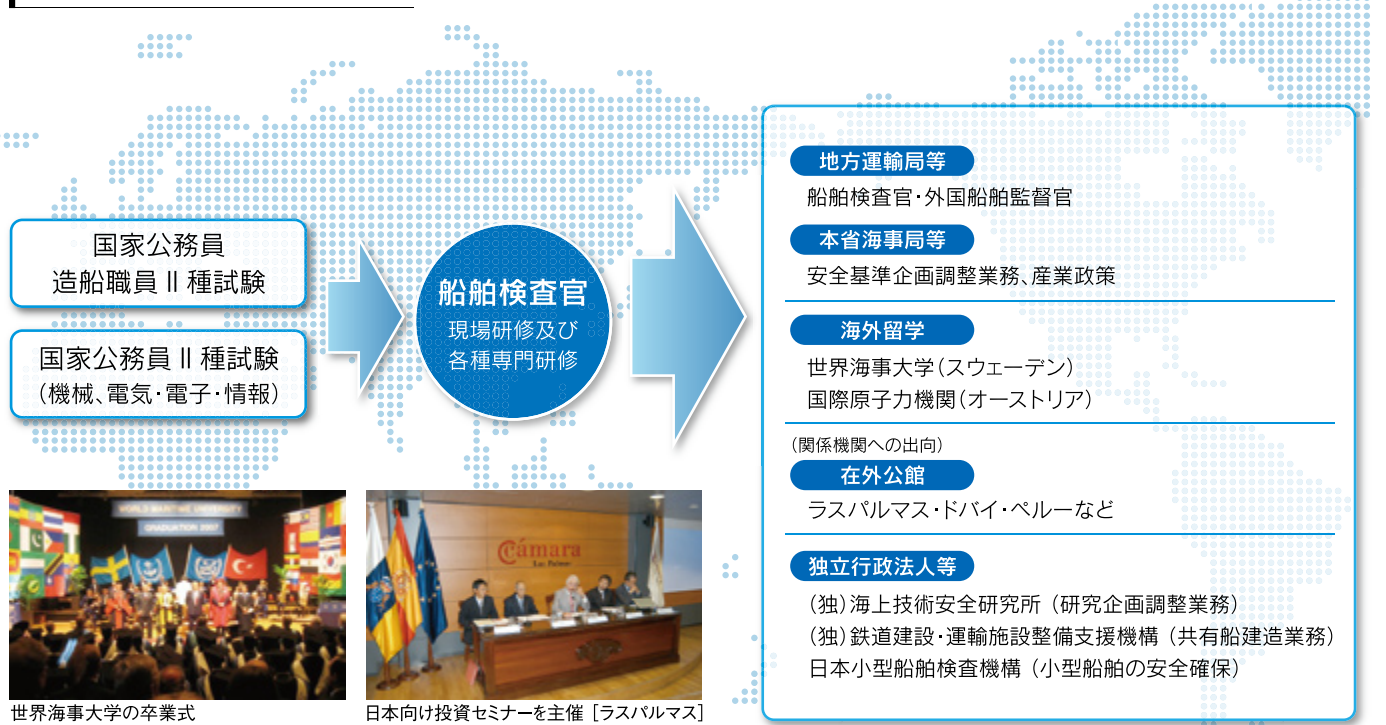 国家公務員
造船職員Ⅱ種試験
国家公務員Ⅱ種試験
(機械、電気・電子・情報)
船舶検査官
現場研修及び
各種専門研修
地方運輸局等
船舶検査官・外国船舶監督官
本省海事局等
安全基準企画調整業務、産業政策
海外留学
世界海事大学(スウェーデン)
国際原子力機関(オーストリア)
(関係機関への出向)
在外公館
ラスパルマス・ドバイ・ペルーなど
独立行政法人等
(独)海上技術安全研究所(研究企画調整業務)
(独)鉄道建設・運輸施設整備支援機構(共有船建造業務)
日本小型船舶検査機構(小型船舶の安全確保)
WORLD MARITIME UNIVERSITY
GRADUATION 2007
世界海事大学の卒業式
Cámara
Las Palmas
日本向け投資セミナーを主催[ラスパルマス]